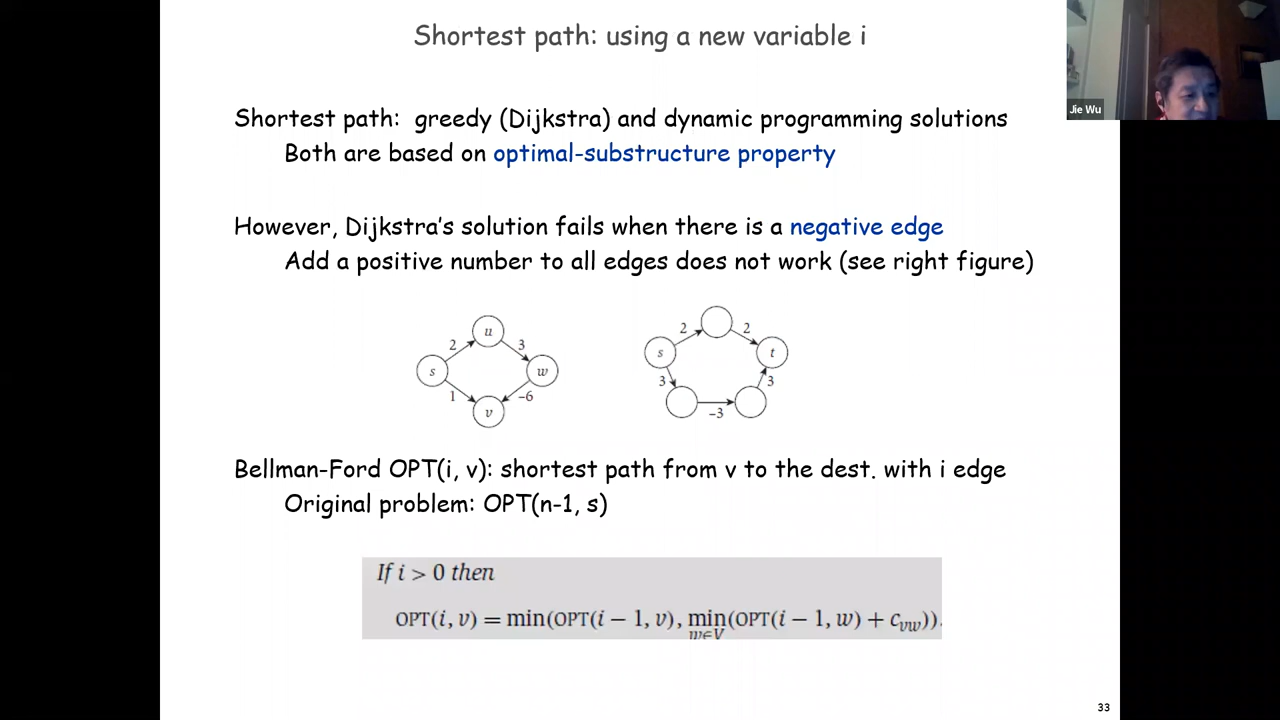 Shortest path: using a new variable i
Jie Wu
Shortest path: greedy (Dijkstra) and dynamic programming solutions
Both are based on optimal-substructure property
However, Dijkstra's solution fails when there is a negative edge
Add a positive number to all edges does not work (see right figure)
u
2
3
s
w
1
-6
v
2
2
s
t
3
3
-3
Bellman-Ford OPT(i, v): shortest path from v to the dest. with i edge
Original problem: OPT(n-1, s)
If i > 0 then
OPT(i, v) = min(OPT(i − 1, v), min(OPT(i − 1, w) + cvw)).
w∈V
33